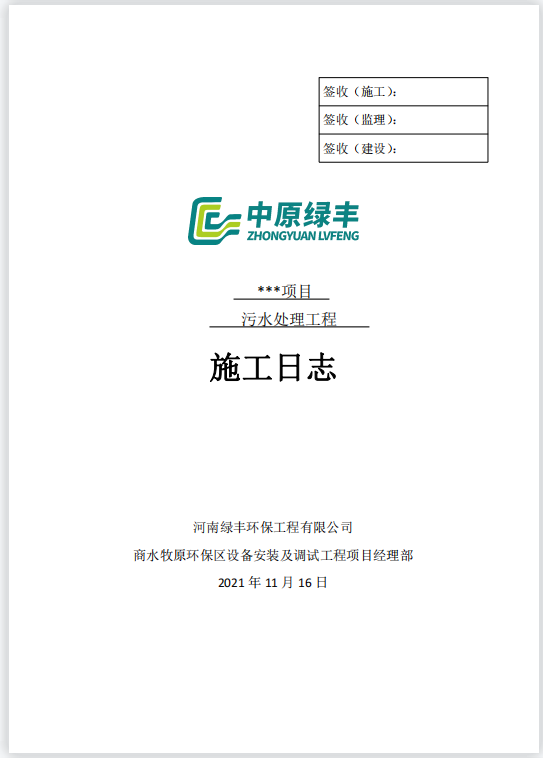 签收（施工）：
签收（监理）：
签收（建设）：
中原绿丰
ZHONGYUAN LVFENG
***项目
污水处理工程
施工日志
河南绿丰环保工程有限公司
商水牧原环保区设备安装及调试工程项目经理部
2021 年 11 月 16 日